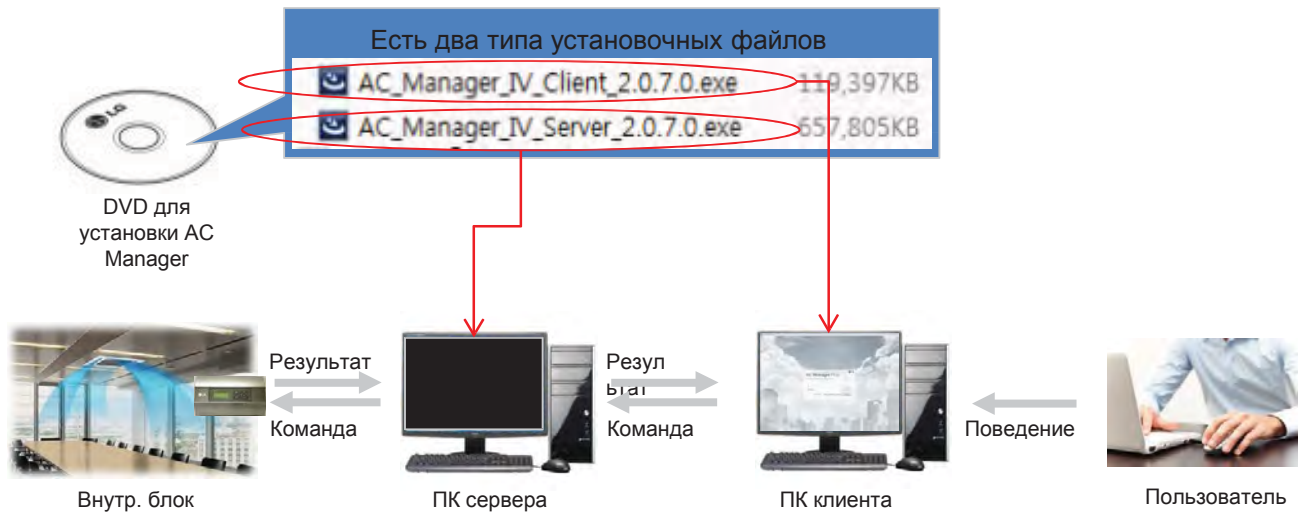 Есть два типа установочных файлов
AC_Manager_IV_Client_2.0.7.0.exe 119,397KB
AC_Manager_IV_Server_2.0.7.0.exe 657,805KB
LG
DVD для
установки AC
Manager
Результат
Команда
Резул
ьтат
Команда
Поведение
Внутр. блок
ПК сервера
ПК клиента
Пользователь